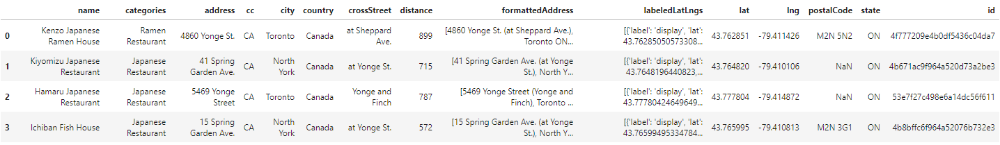 name categories address cc city country crossStreet distance formattedAddress labeledLatLngs lat lng postalCode state id
0 Kenzo Japanese Ramen House Ramen Restaurant 4860 Yonge St. CA Toronto Canada at Sheppard Ave. 899 [4860 Yonge St. (at Sheppard Ave.), Toronto ON... [{'label': 'display', 'lat': 43.76285050573308... 43.762851 -79.411426 M2N 5N2 ON 4f777209e4b0df5436c04da7
1 Kiyomizu Japanese Restaurant Japanese Restaurant 41 Spring Garden Ave. CA North York Canada at Yonge St. 715 [41 Spring Garden Ave. (at Yonge St.), North Y... [{'label': 'display', 'lat': 43.7648196440823,... 43.764820 -79.410106 NaN ON 4b671ac9f964a520d73a2be3
2 Hamaru Japanese Restaurant Japanese Restaurant 5469 Yonge Street CA Toronto Canada Yonge and Finch 787 [5469 Yonge Street (Yonge and Finch), Toronto ... [{'label': 'display', 'lat': 43.77780424649649... 43.777804 -79.414872 NaN ON 53e7f27c498e6a14dc56f611
3 Ichiban Fish House Japanese Restaurant 15 Spring Garden Ave. CA North York Canada at Yonge St. 572 [15 Spring Garden Ave. (at Yonge St.), North Y... [{'label': 'display', 'lat': 43.76599495334784... 43.765995 -79.410813 M2N 3G1 ON 4b8bffc6f964a52076b732e3